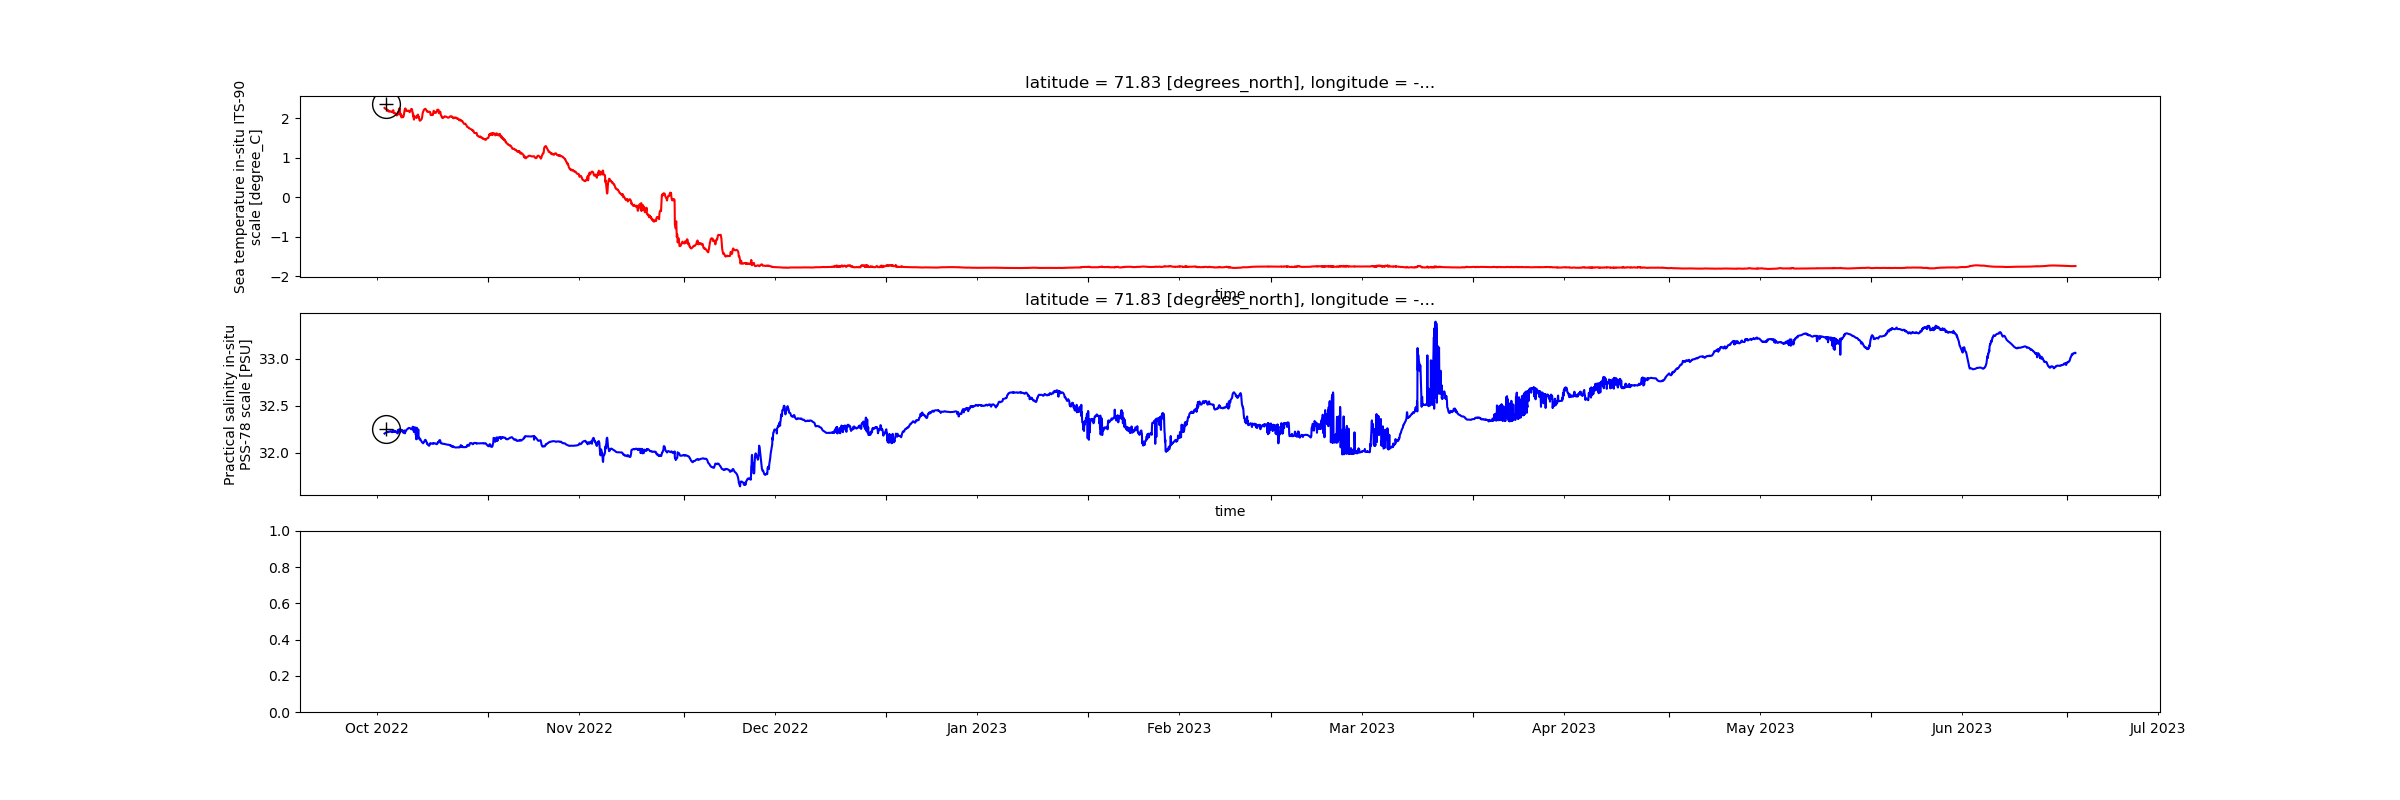 latitude = 71.83 [degrees_north], longitude = -...
Sea temperature in-situ ITS-90
scale [degree_C]
2
1
0
−1
−2
time
latitude = 71.83 [degrees_north], longitude = -...
Practical salinity in-situ
PSS-78 scale [PSU]
33.0
32.5
32.0
time
1.0
0.8
0.6
0.4
0.2
0.0
Oct 2022 Nov 2022 Dec 2022 Jan 2023 Feb 2023 Mar 2023 Apr 2023 May 2023 Jun 2023 Jul 2023